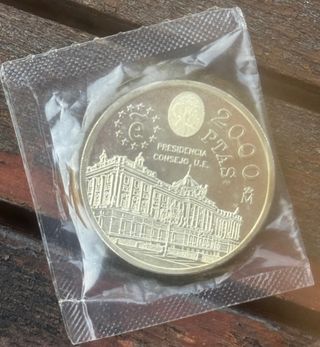 2000
PTAS
PRESIDENCIA
CONSEJO U.E.
M